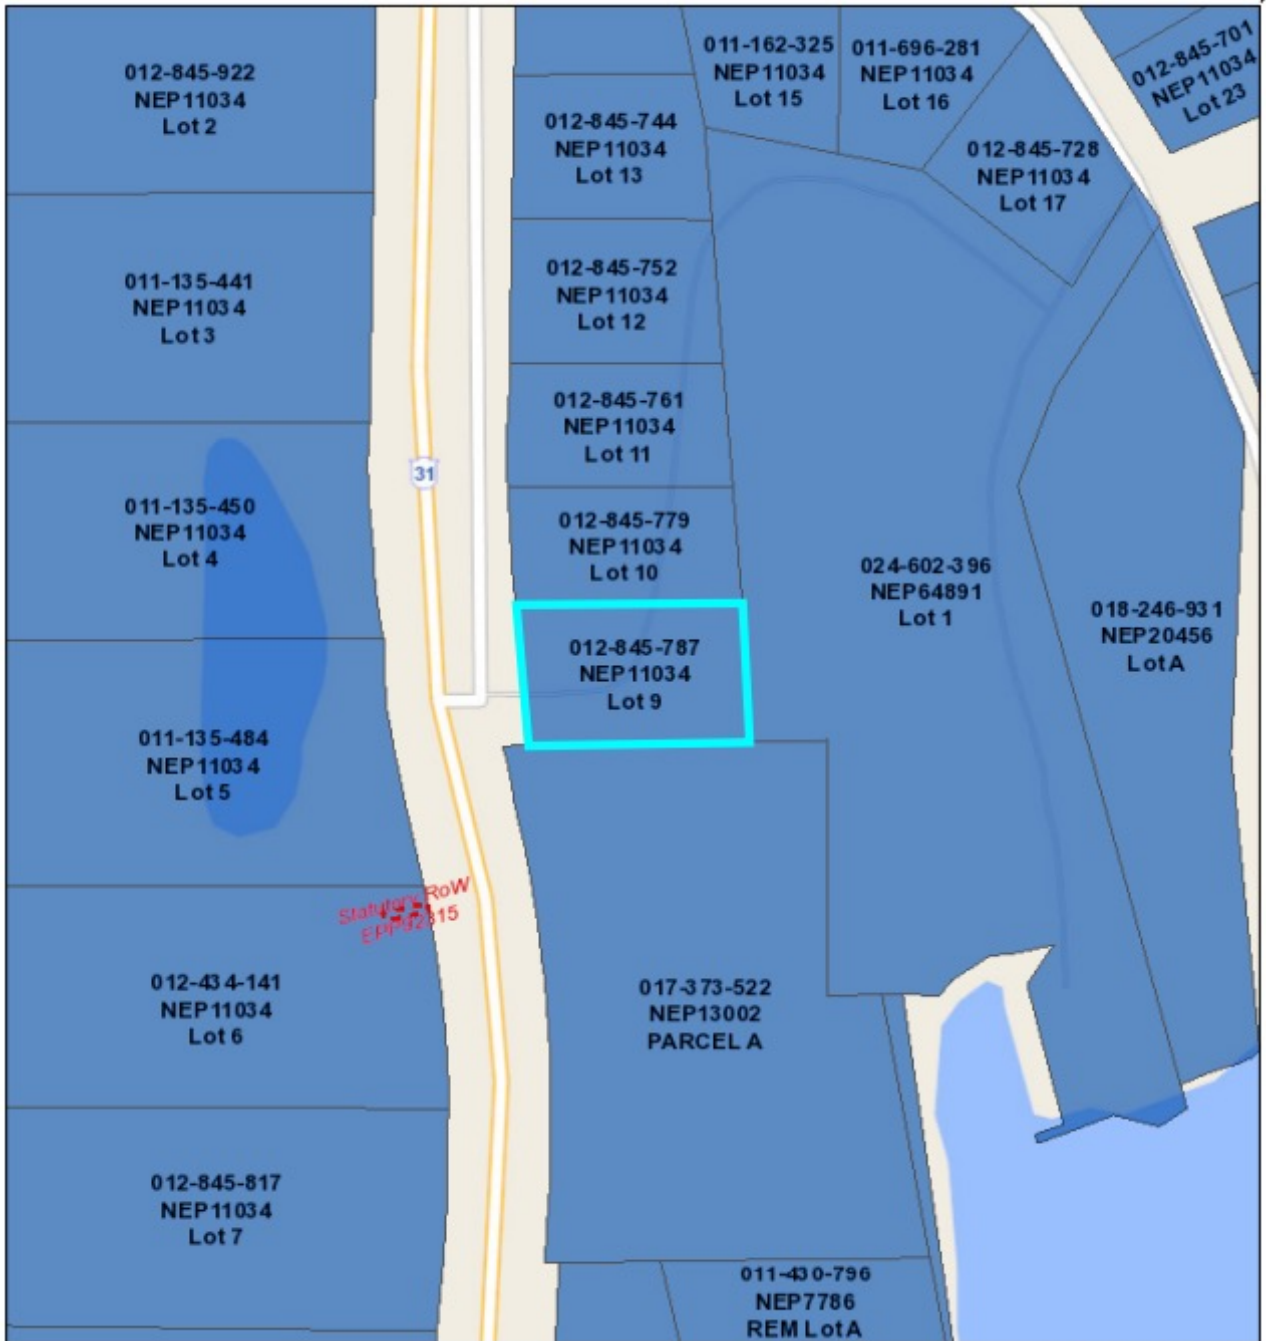 012-845-922
NEP11034
Lot 2
011-162-325
NEP11034
Lot 15
011-696-281
NEP11034
Lot 16
012-845-701
NEP11034
Lot 23
012-845-744
NEP11034
Lot 13
012-845-728
NEP11034
Lot 17
011-135-441
NEP11034
Lot 3
012-845-752
NEP11034
Lot 12
012-845-761
NEP11034
Lot 11
31
011-135-450
NEP11034
Lot 4
012-845-779
NEP11034
Lot 10
024-602-396
NEP64891
Lot 1
018-246-931
NEP20456
Lot A
012-845-787
NEP11034
Lot 9
011-135-484
NEP11034
Lot 5
Statutory RoW
EPP92315
012-434-141
NEP11034
Lot 6
017-373-522
NEP13002
PARCEL A
012-845-817
NEP11034
Lot 7
011-430-796
NEP7786
REM Lot A